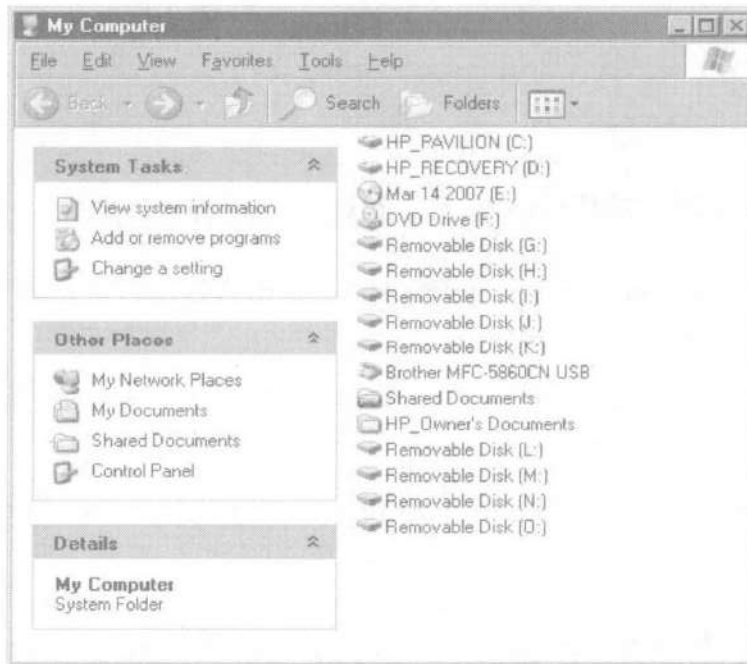 My Computer
File Edit View Favorites Tools Help
Back Search Folders
System Tasks
View system information
Add or remove programs
Change a setting
Other Places
My Network Places
My Documents
Shared Documents
Control Panel
Details
My Computer
System Folder
HP_PAVILION (C:)
HP_RECOVERY (D:)
Mar 14 2007 (E:)
DVD Drive (F:)
Removable Disk (G:)
Removable Disk (H:)
Removable Disk (I:)
Removable Disk (J:)
Removable Disk (K:)
Brother MFC-5860CN USB
Shared Documents
HP_Owner's Documents
Removable Disk (L:)
Removable Disk (M:)
Removable Disk (N:)
Removable Disk (O:)